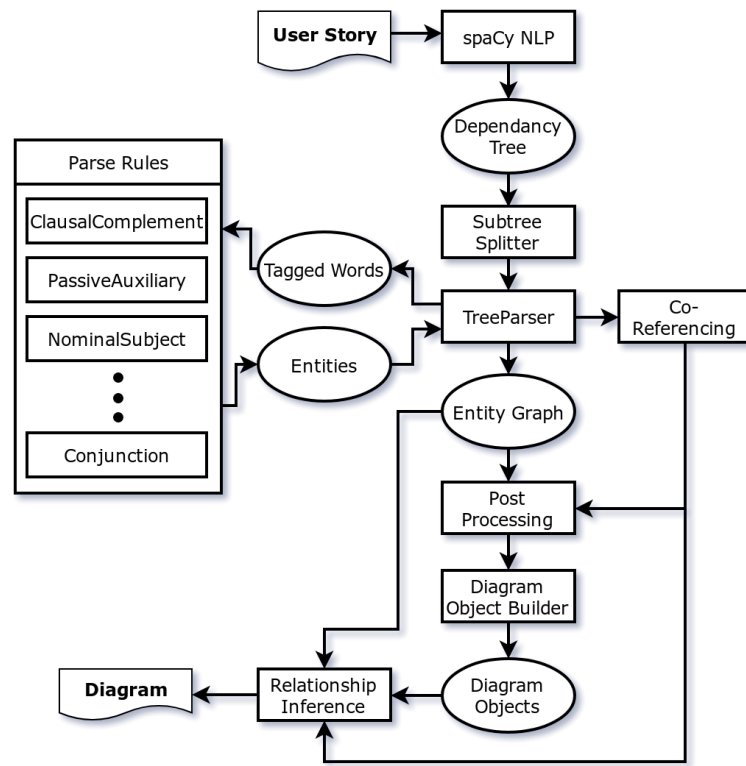 User Story
spaCy NLP
Dependancy
Tree
Parse Rules
ClausalComplement
PassiveAuxiliary
NominalSubject
Conjunction
Tagged Words
Entities
Subtree
Splitter
TreeParser
Co-
Referencing
Entity Graph
Post
Processing
Diagram
Object Builder
Diagram
Objects
Relationship
Inference
Diagram